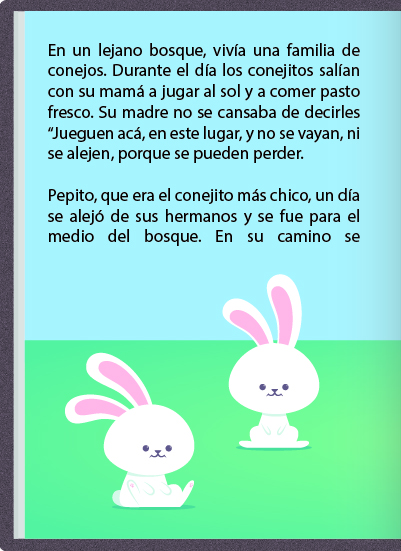 En un lejano bosque, vivía una familia de
conejos. Durante el día los conejitos salían
con su mamá a jugar al sol y a comer pasto
fresco. Su madre no se cansaba de decirles
“Jueguen acá, en este lugar, y no se vayan, ni
se alejen, porque se pueden perder.
Pepito, que era el conejito más chico, un día
se alejó de sus hermanos y se fue para el
medio del bosque. En su camino se